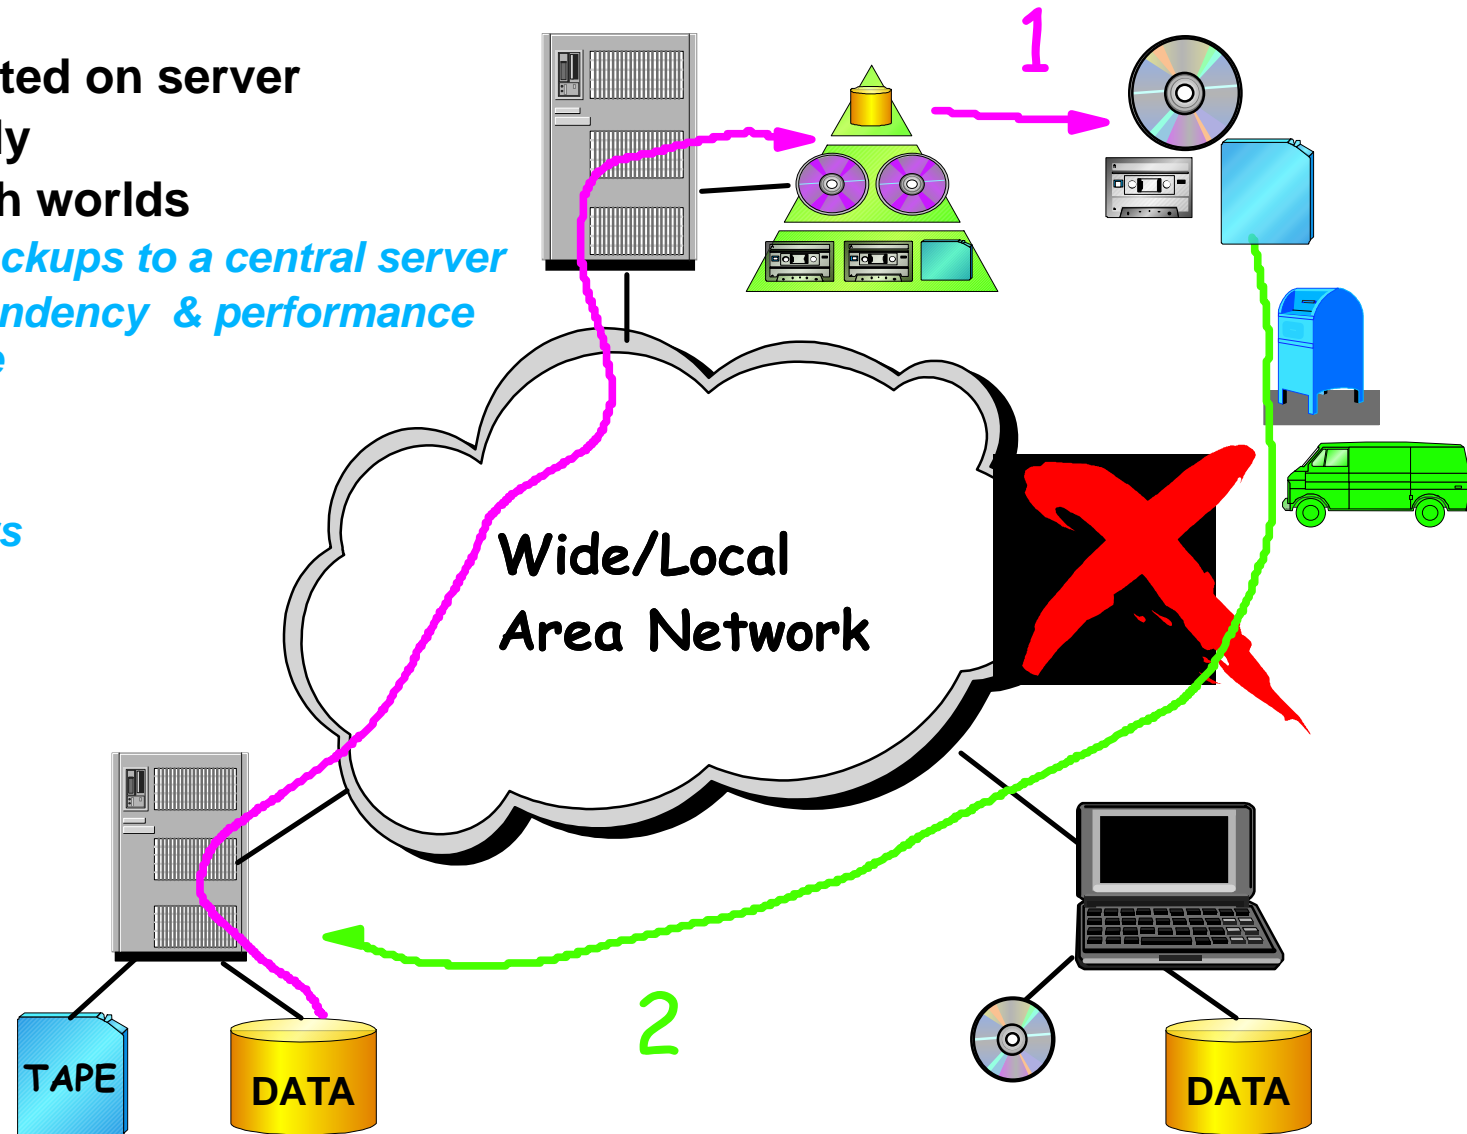 ted on server
ly
h worlds
ckups to a central server
ndency & performance
e
s
1
Wide/Local
Area Network
2
TAPE
DATA
DATA